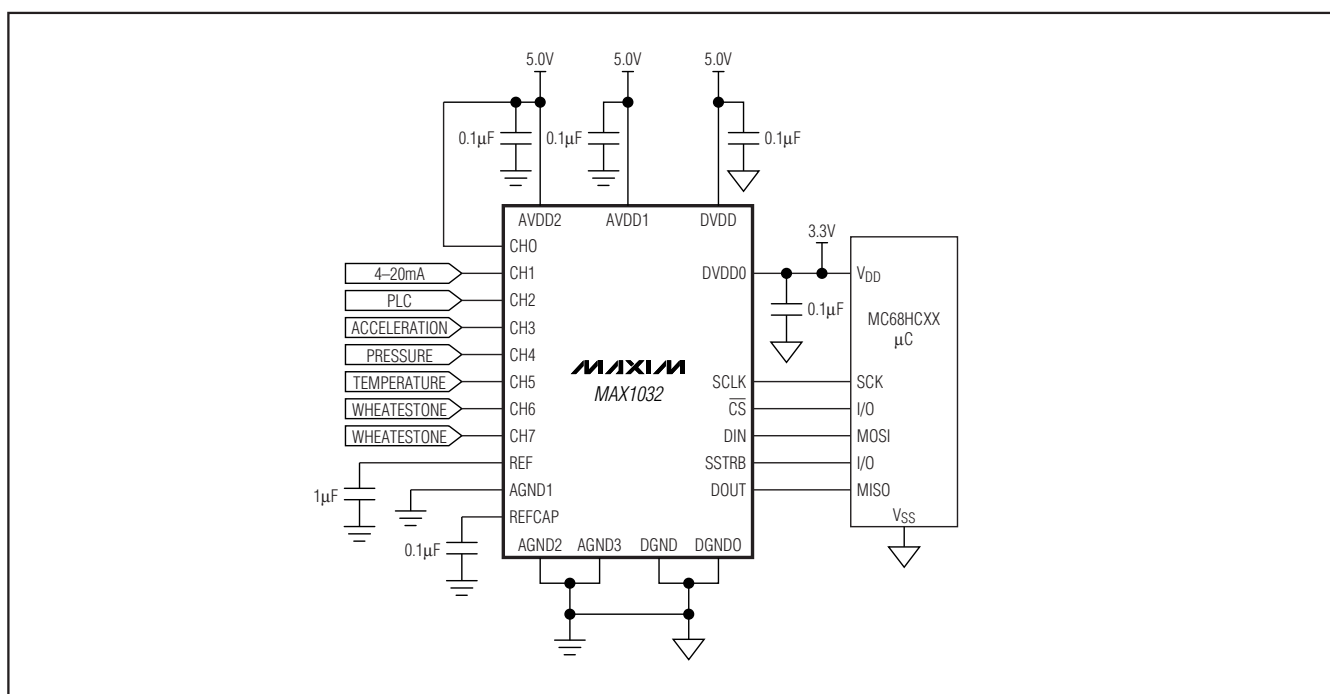 5.0V 5.0V 5.0V
0.1µF 0.1µF 0.1µF
AVDD2 AVDD1 DVDD
3.3V
CH0
4–20mA CH1 DVDD0 VDD
PLC CH2
0.1µF
ACCELERATION CH3 MC68HCXX
µC
PRESSURE CH4
MAXIM
TEMPERATURE CH5 SCLK SCK
MAX1032
WHEATESTONE CH6 CS I/O
WHEATESTONE CH7 DIN MOSI
REF SSTRB I/O
1µF AGND1 DOUT MISO
REFCAP VSS
0.1µF AGND2 AGND3 DGND DGND0